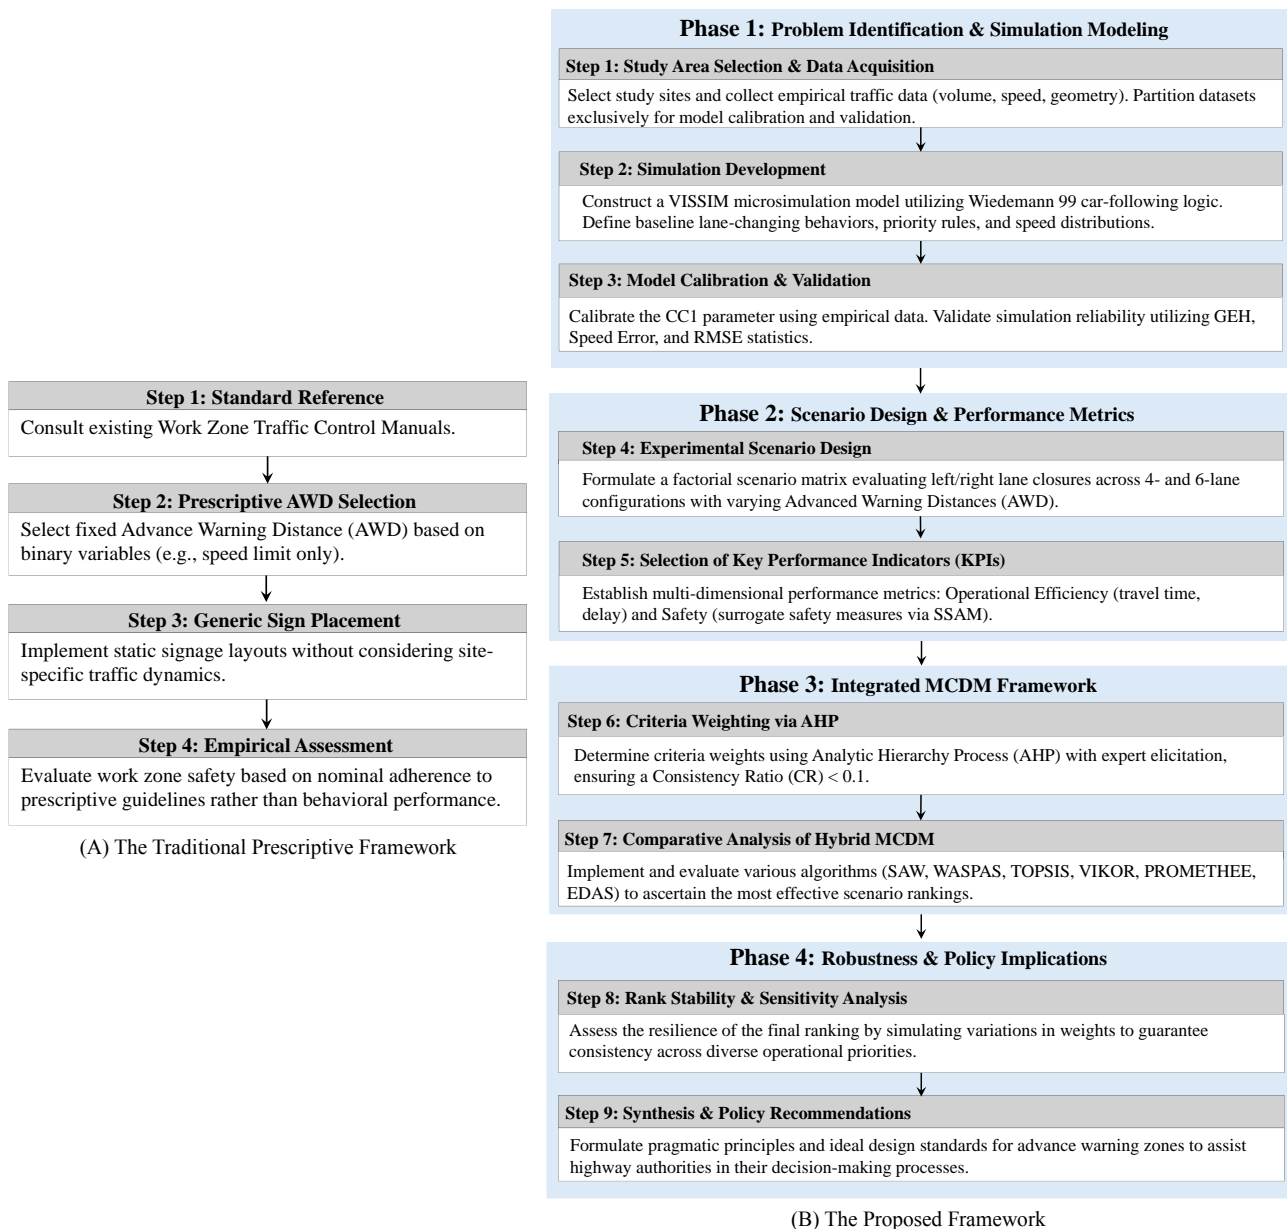 Step 1: Standard Reference
Consult existing Work Zone Traffic Control Manuals.
Step 2: Prescriptive AWD Selection
Select fixed Advance Warning Distance (AWD) based on
binary variables (e.g., speed limit only).
Step 3: Generic Sign Placement
Implement static signage layouts without considering site-
specific traffic dynamics.
Step 4: Empirical Assessment
Evaluate work zone safety based on nominal adherence to
prescriptive guidelines rather than behavioral performance.
(A) The Traditional Prescriptive Framework
Phase 1: Problem Identification & Simulation Modeling
Step 1: Study Area Selection & Data Acquisition
Select study sites and collect empirical traffic data (volume, speed, geometry). Partition datasets
exclusively for model calibration and validation.
Step 2: Simulation Development
Construct a VISSIM microsimulation model utilizing Wiedemann 99 car-following logic.
Define baseline lane-changing behaviors, priority rules, and speed distributions.
Step 3: Model Calibration & Validation
Calibrate the CC1 parameter using empirical data. Validate simulation reliability utilizing GEH,
Speed Error, and RMSE statistics.
Phase 2: Scenario Design & Performance Metrics
Step 4: Experimental Scenario Design
Formulate a factorial scenario matrix evaluating left/right lane closures across 4- and 6-lane
configurations with varying Advanced Warning Distances (AWD).
Step 5: Selection of Key Performance Indicators (KPIs)
Establish multi-dimensional performance metrics: Operational Efficiency (travel time,
delay) and Safety (surrogate safety measures via SSAM).
Phase 3: Integrated MCDM Framework
Step 6: Criteria Weighting via AHP
Determine criteria weights using Analytic Hierarchy Process (AHP) with expert elicitation,
ensuring a Consistency Ratio (CR) < 0.1.
Step 7: Comparative Analysis of Hybrid MCDM
Implement and evaluate various algorithms (SAW, WASPAS, TOPSIS, VIKOR, PROMETHEE,
EDAS) to ascertain the most effective scenario rankings.
Phase 4: Robustness & Policy Implications
Step 8: Rank Stability & Sensitivity Analysis
Assess the resilience of the final ranking by simulating variations in weights to guarantee
consistency across diverse operational priorities.
Step 9: Synthesis & Policy Recommendations
Formulate pragmatic principles and ideal design standards for advance warning zones to assist
highway authorities in their decision-making processes.
(B) The Proposed Framework